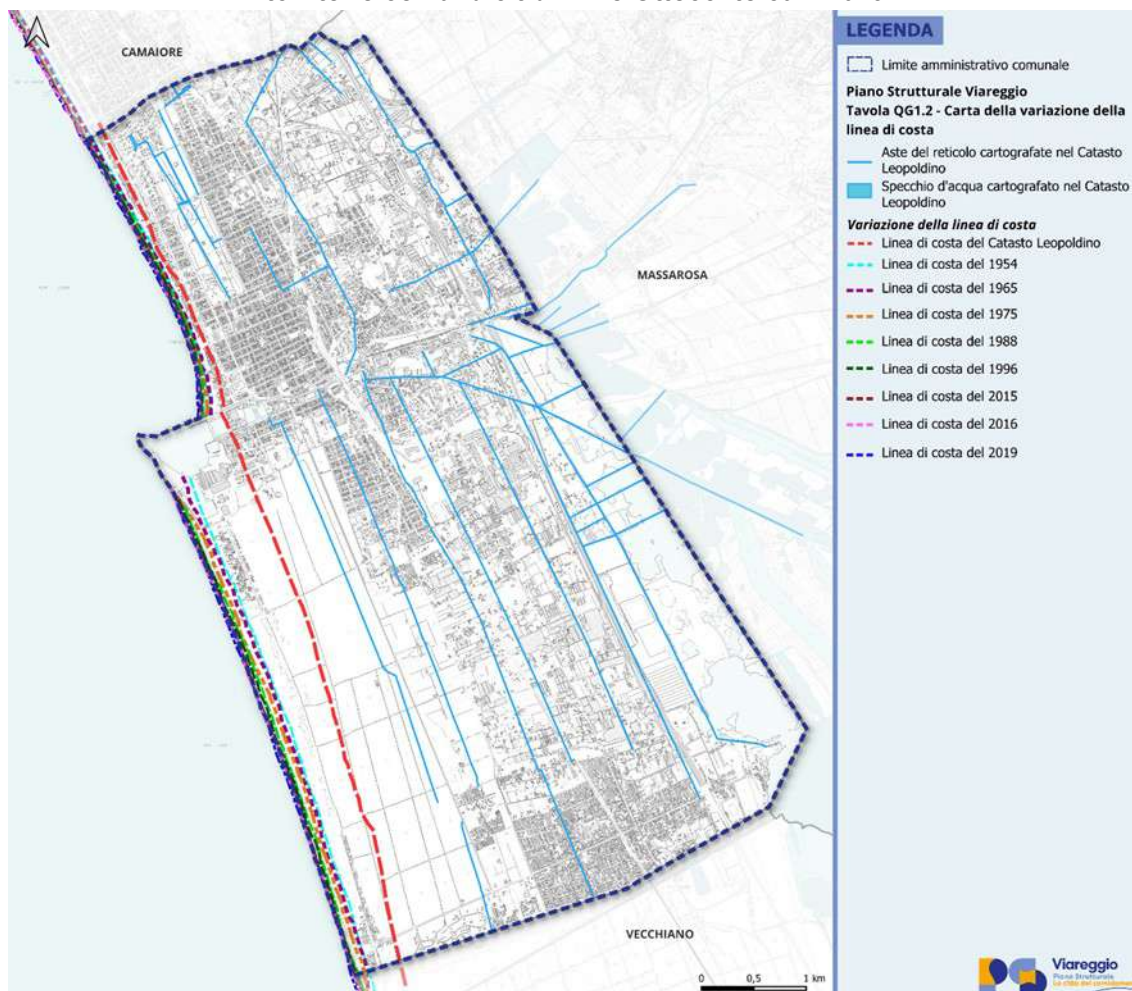 CAMAIORE
MASSAROSA
VECCHIANO
0 0,5 1 km
LEGENDA
Limite amministrativo comunale
Piano Strutturale Viareggio
Tavola QG1.2 - Carta della variazione della
linea di costa
Aste del reticolo cartografate nel Catasto
Leopoldino
Specchio d'acqua cartografato nel Catasto
Leopoldino
Variazione della linea di costa
Linea di costa del Catasto Leopoldino
Linea di costa del 1954
Linea di costa del 1965
Linea di costa del 1975
Linea di costa del 1988
Linea di costa del 1996
Linea di costa del 2015
Linea di costa del 2016
Linea di costa del 2019
Viareggio
Piano Strutturale